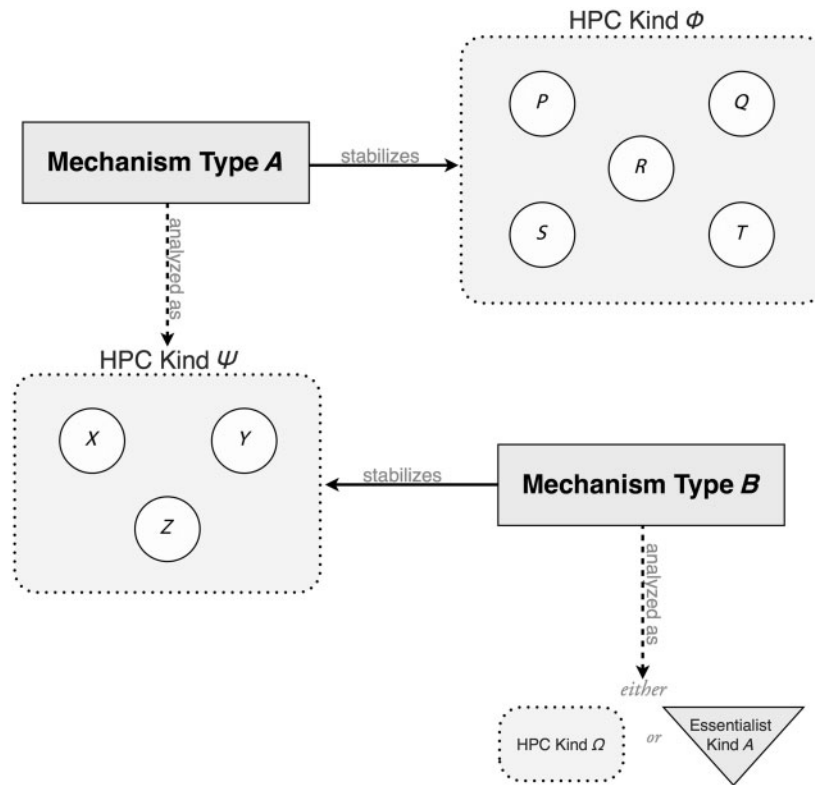 HPC Kind Φ
P
Q
Mechanism Type A
stabilizes
R
S
T
analyzed as
HPC Kind Ψ
X
Y
stabilizes
Mechanism Type B
Z
analyzed as
either
HPC Kind Ω
or
Essentialist
Kind A